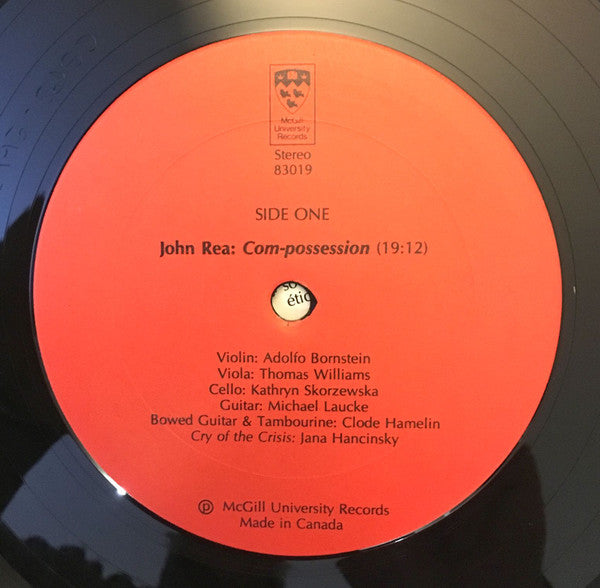 McGill
University
Records
Stereo
83019
SIDE ONE
John Rea: Com-possession (19:12)
so
étic
Violin: Adolfo Bornstein
Viola: Thomas Williams
Cello: Kathryn Skorzewska
Guitar: Michael Laucke
Bowed Guitar & Tambourine: Clode Hamelin
Cry of the Crisis: Jana Hancinsky
℗ McGill University Records
Made in Canada